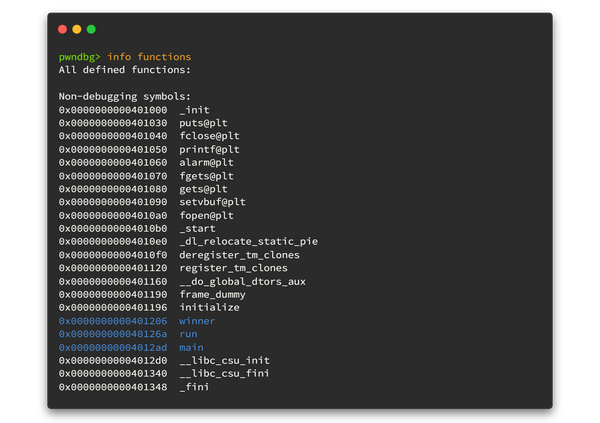 pwndbg> info functions
All defined functions:
Non-debugging symbols:
0x0000000000401000  _init
0x0000000000401030  puts@plt
0x0000000000401040  fclose@plt
0x0000000000401050  printf@plt
0x0000000000401060  alarm@plt
0x0000000000401070  fgets@plt
0x0000000000401080  gets@plt
0x0000000000401090  setvbuf@plt
0x00000000004010a0  fopen@plt
0x00000000004010b0  _start
0x00000000004010e0  _dl_relocate_static_pie
0x00000000004010f0  deregister_tm_clones
0x0000000000401120  register_tm_clones
0x0000000000401160  __do_global_dtors_aux
0x0000000000401190  frame_dummy
0x0000000000401196  initialize
0x0000000000401206  winner
0x000000000040126a  run
0x00000000004012ad  main
0x00000000004012d0  __libc_csu_init
0x0000000000401340  __libc_csu_fini
0x0000000000401348  _fini